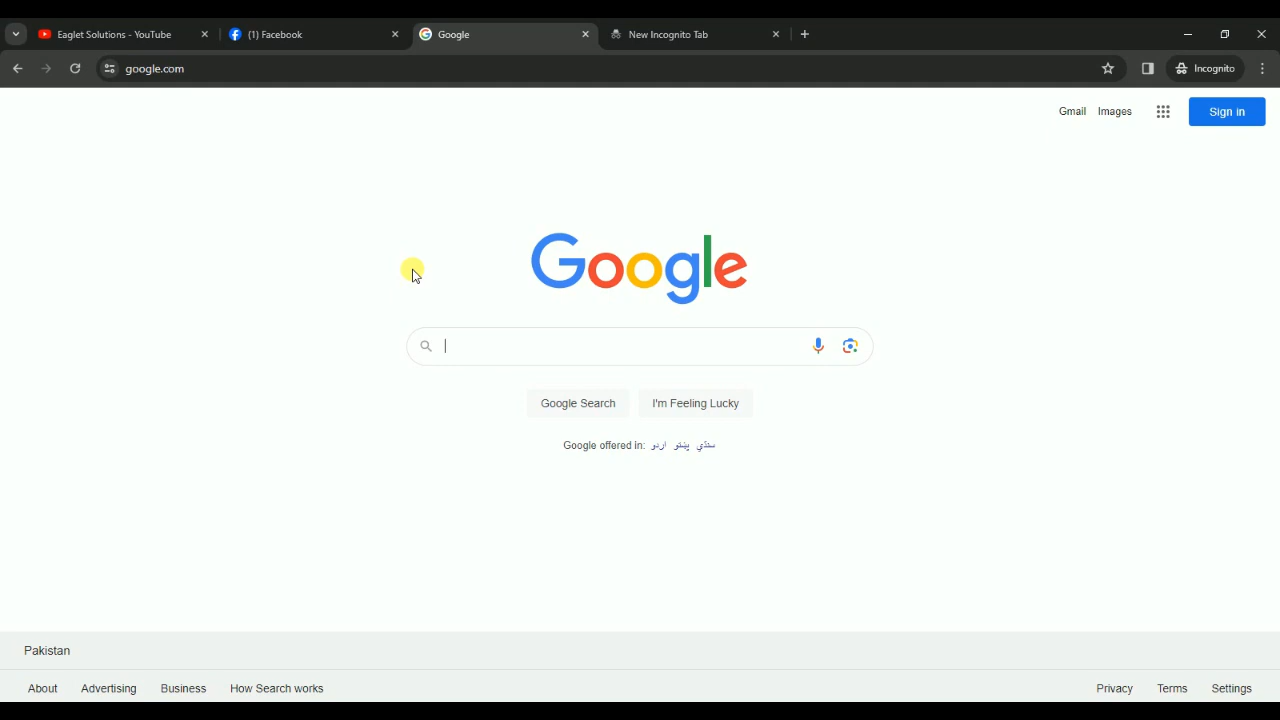 Eaglet Solutions - YouTube
(1) Facebook
Google
New Incognito Tab
google.com
Incognito
Gmail Images
Sign in
Google
Google Search
I'm Feeling Lucky
Google offered in: اردو پښتو سنڌي
Pakistan
About Advertising Business How Search works
Privacy Terms Settings